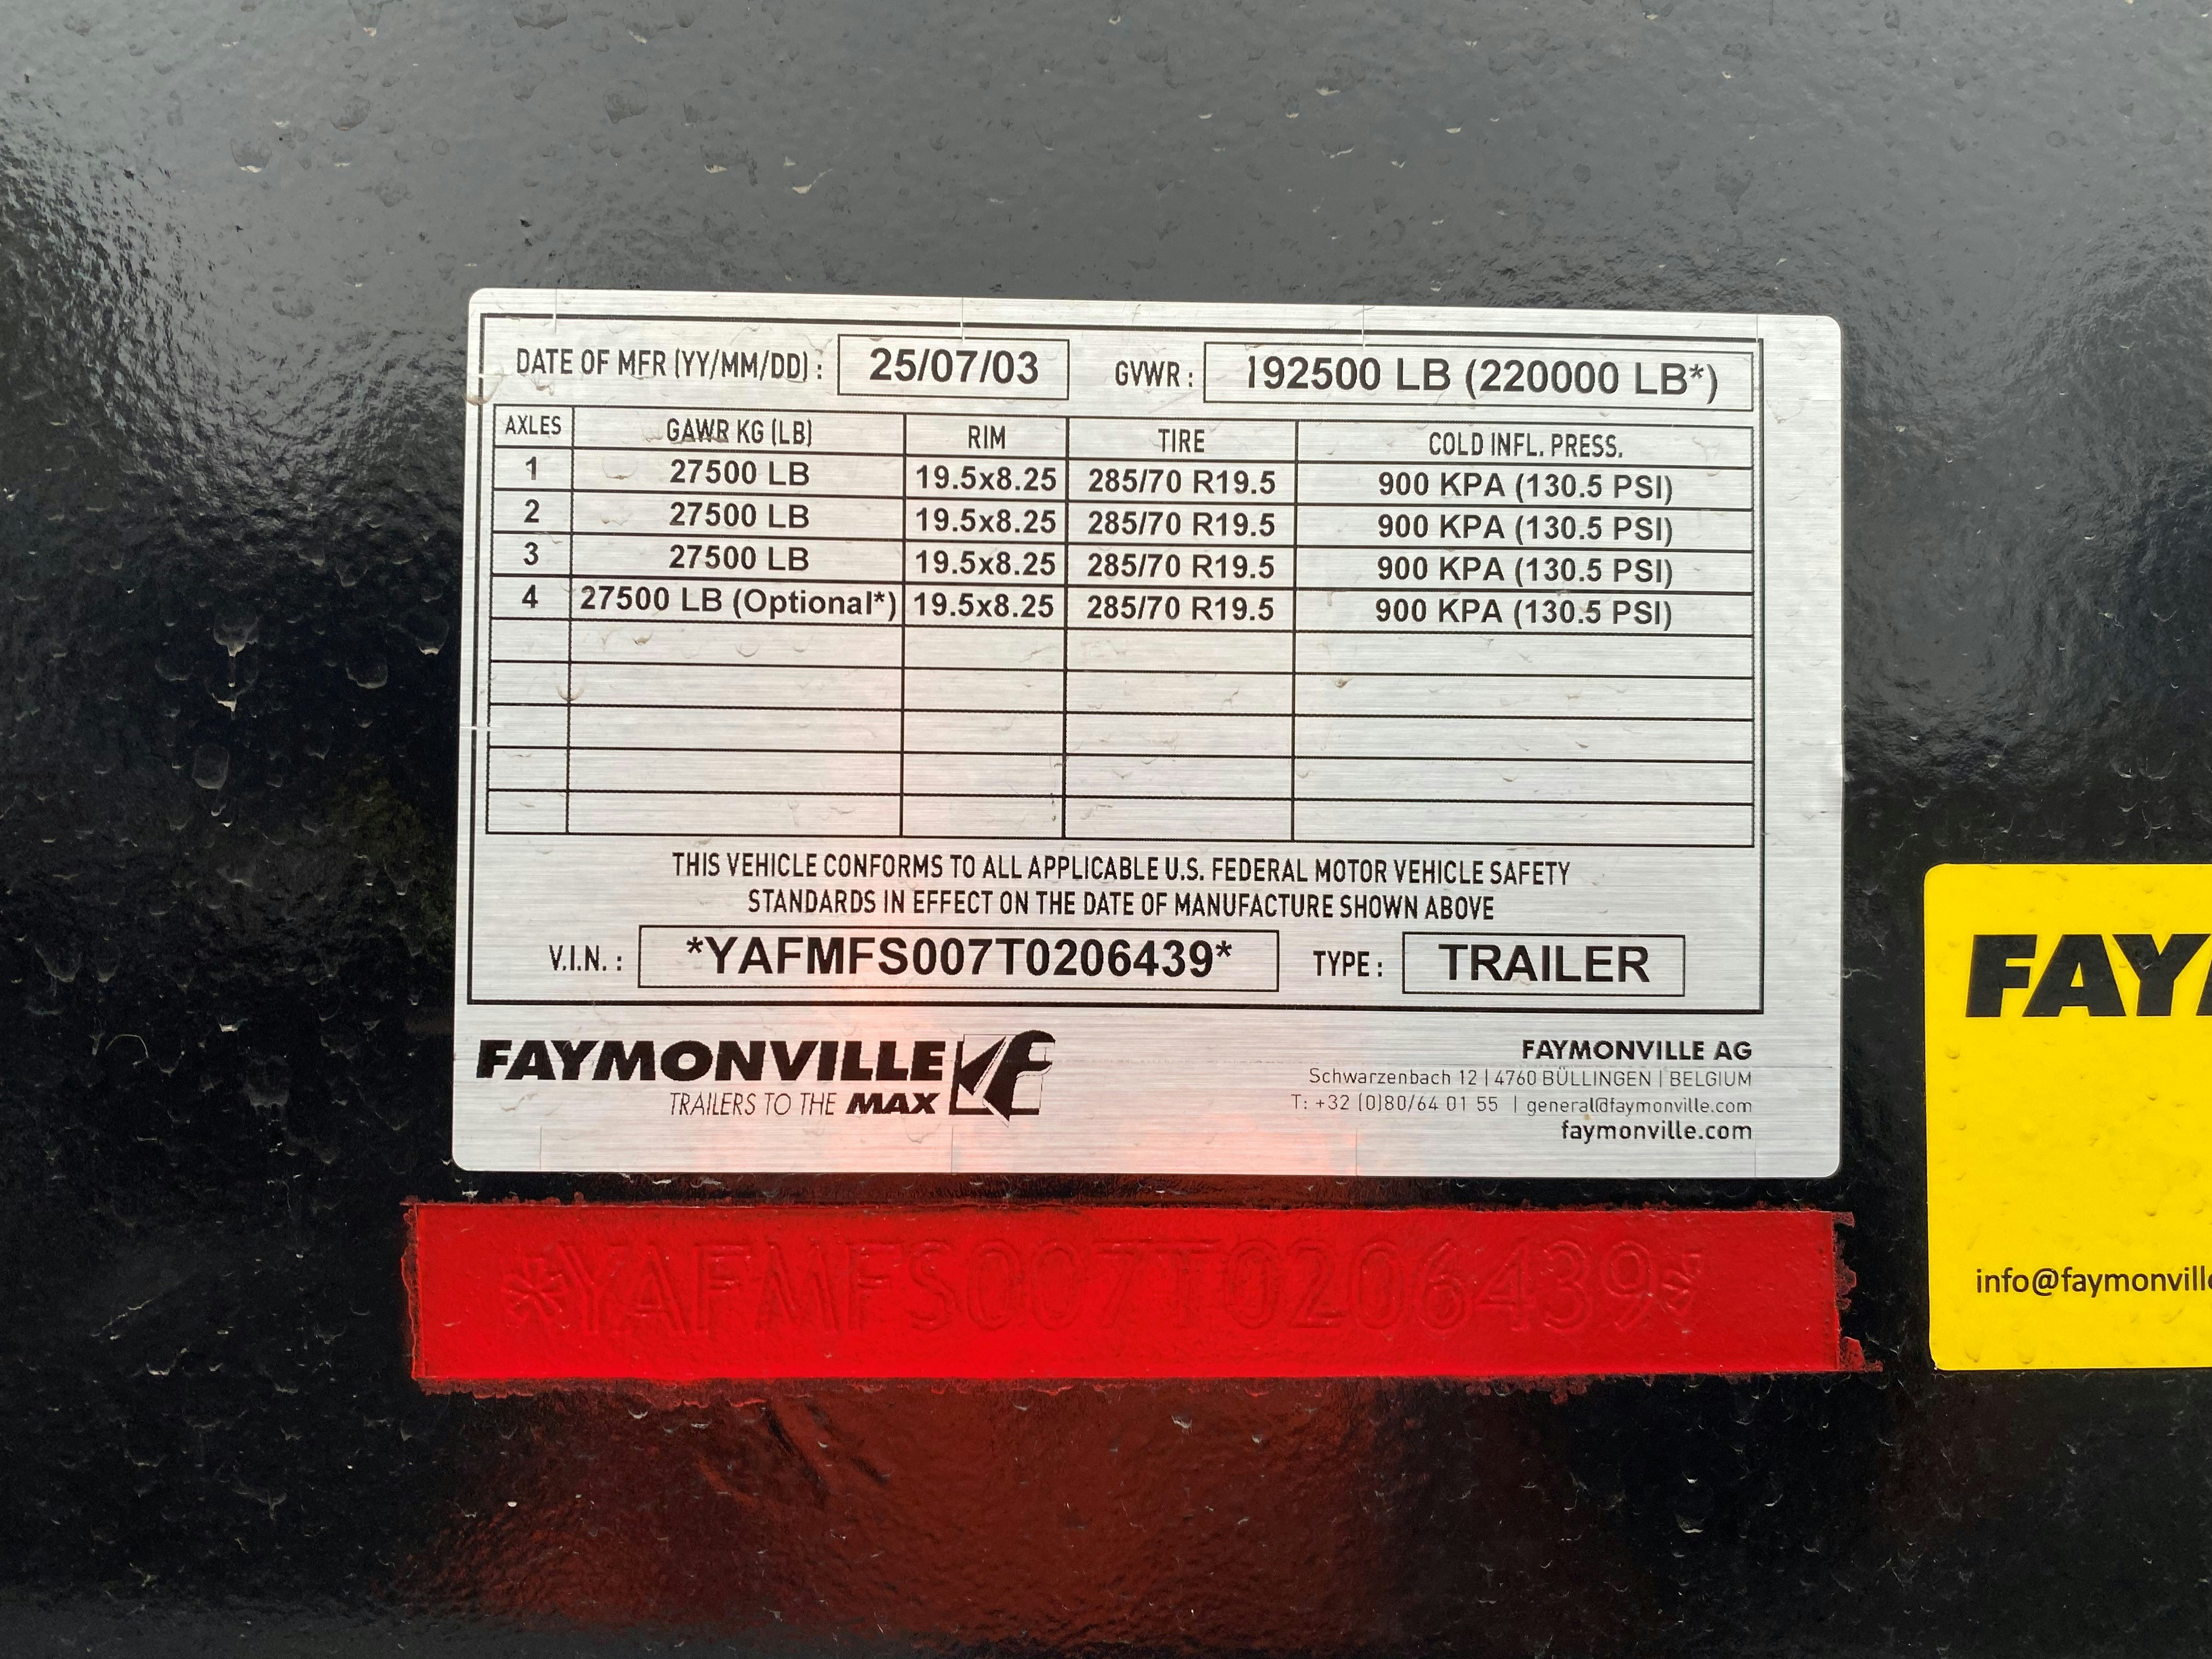 DATE OF MFR (YY/MM/DD) : 25/07/03 GVWR : 192500 LB (220000 LB*)
AXLES GAWR KG (LB) RIM TIRE COLD INFL. PRESS.
1 27500 LB 19.5x8.25 285/70 R19.5 900 KPA (130.5 PSI)
2 27500 LB 19.5x8.25 285/70 R19.5 900 KPA (130.5 PSI)
3 27500 LB 19.5x8.25 285/70 R19.5 900 KPA (130.5 PSI)
4 27500 LB (Optional*) 19.5x8.25 285/70 R19.5 900 KPA (130.5 PSI)
THIS VEHICLE CONFORMS TO ALL APPLICABLE U.S. FEDERAL MOTOR VEHICLE SAFETY
STANDARDS IN EFFECT ON THE DATE OF MANUFACTURE SHOWN ABOVE
V.I.N. : *YAFMFS007T0206439* TYPE : TRAILER
FAYMONVILLE
TRAILERS TO THE MAX
FAYMONVILLE AG
Schwarzenbach 12 | 4760 BÜLLINGEN | BELGIUM
T: +32 (0)80/64 01 55 | general@faymonville.com
faymonville.com
*YAFMFS007T0206439*
FAY
info@faymonville